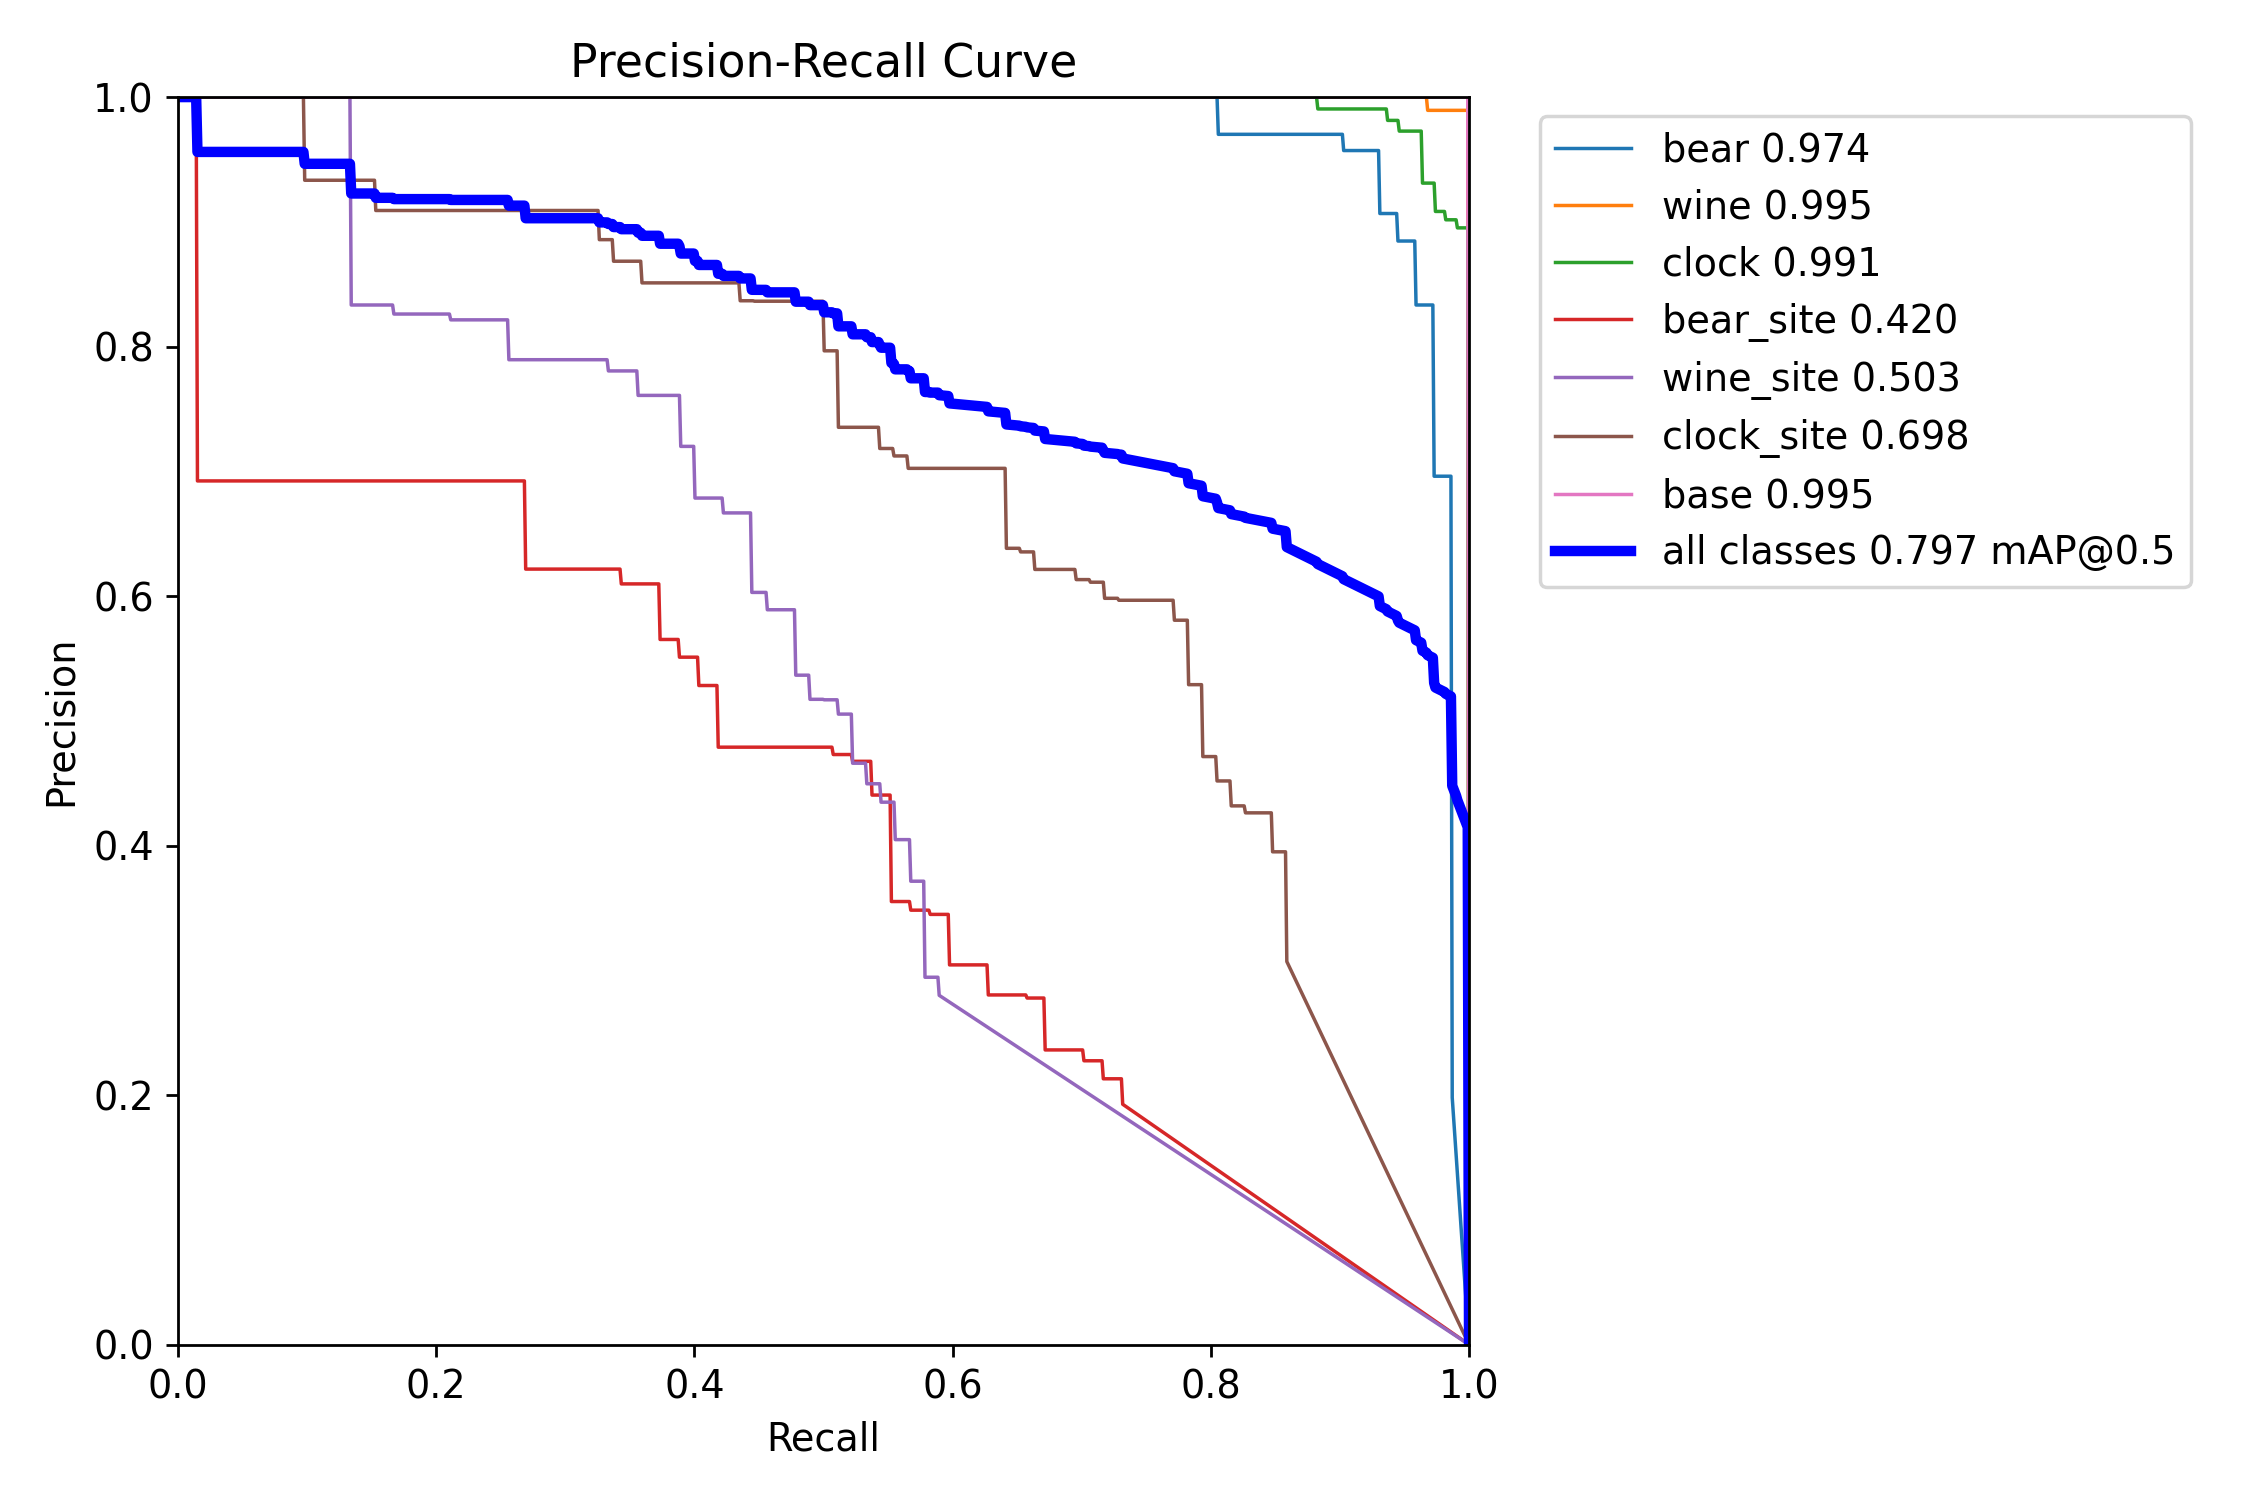 Precision-Recall Curve
1.0
0.8
0.6
0.4
0.2
0.0
Precision
0.0 0.2 0.4 0.6 0.8 1.0
Recall
bear 0.974
wine 0.995
clock 0.991
bear_site 0.420
wine_site 0.503
clock_site 0.698
base 0.995
all classes 0.797 mAP@0.5